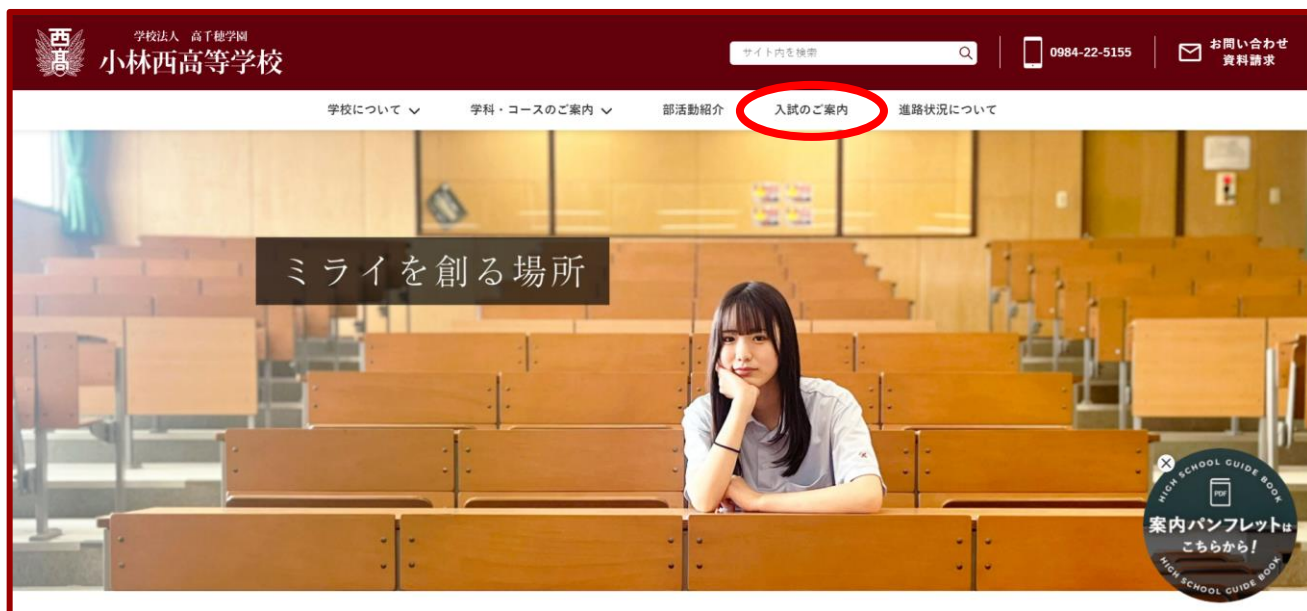 西高
学校法人 高千穂学園
小林西高等学校
サイト内を検索
0984-22-5155
お問い合わせ
資料請求
学校について
学科・コースのご案内
部活動紹介
入試のご案内
進路状況について
ミライを創る場所
HIGH SCHOOL GUIDE BOOK
PDF
案内パンフレットは
こちらから!
HIGH SCHOOL GUIDE BOOK